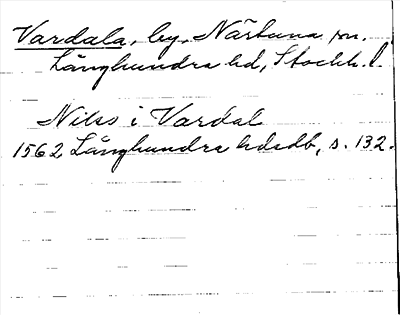 Vardala, by, Närtuna sn.
Långhundra hd, Stockh. l.
Nils i Vardal
1562 Långhundra hdsdb, s. 132.